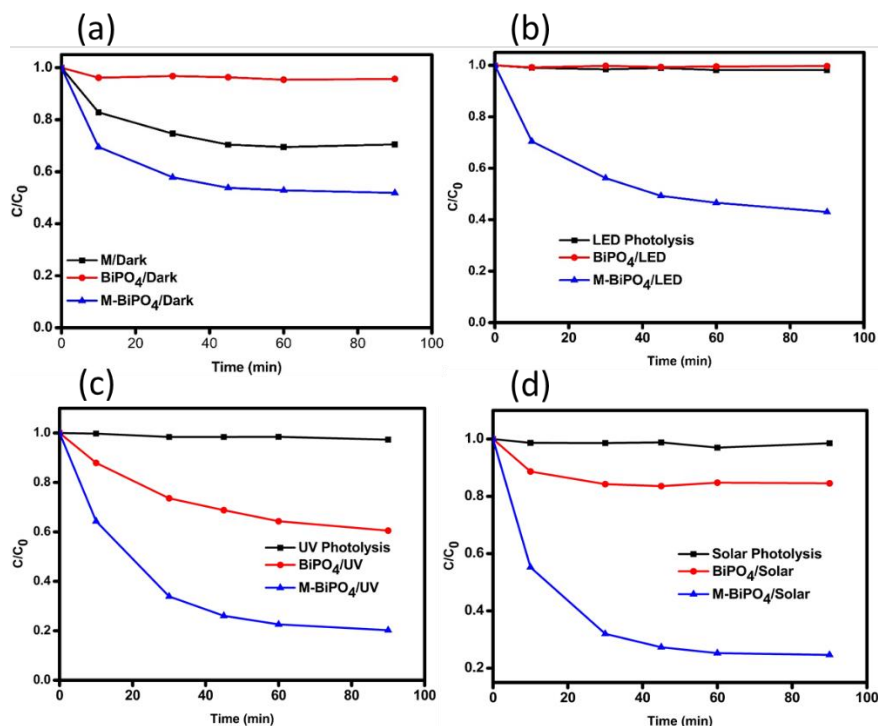 (a)
C/C0
1.0
0.8
0.6
0.4
0.2
0.0
M/Dark
BiPO4/Dark
M-BiPO4/Dark
0 20 40 60 80 100
Time (min)
(b)
C/C0
1.0
0.8
0.6
0.4
0.2
0.0
LED Photolysis
BiPO4/LED
M-BiPO4/LED
0 20 40 60 80 100
Time (min)
(c)
C/C0
1.0
0.8
0.6
0.4
0.2
0.0
UV Photolysis
BiPO4/UV
M-BiPO4/UV
0 20 40 60 80 100
Time (min)
(d)
C/C0
1.0
0.8
0.6
0.4
0.2
Solar Photolysis
BiPO4/Solar
M-BiPO4/Solar
0 20 40 60 80 100
Time (min)